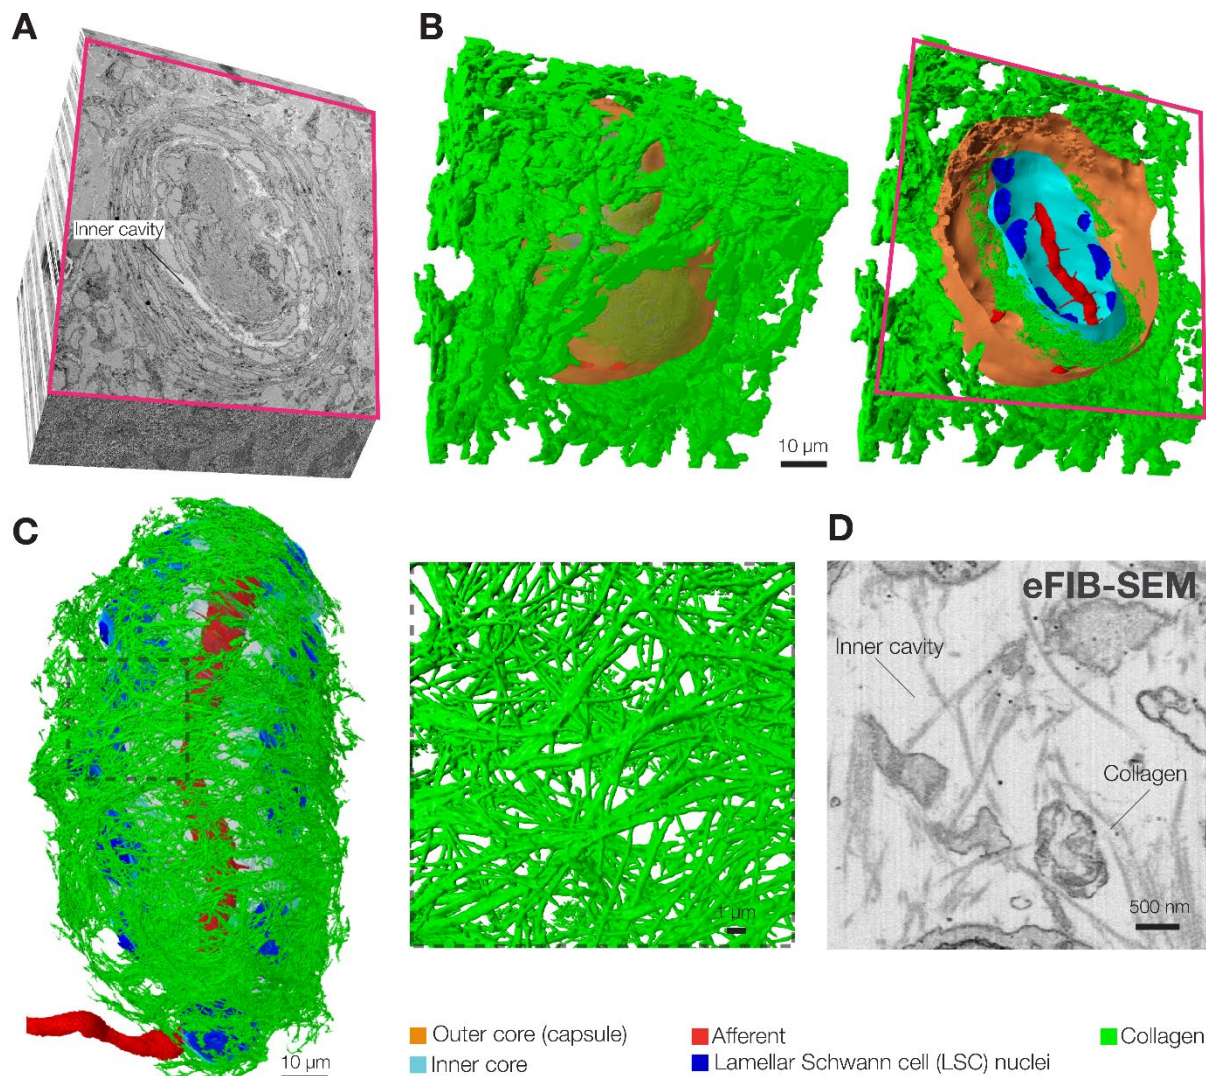 A
B
Inner cavity
10 µm
C
D
eFIB-SEM
Inner cavity
Collagen
1 µm
500 nm
10 µm
Outer core (capsule)
Afferent
Collagen
Inner core
Lamellar Schwann cell (LSC) nuclei